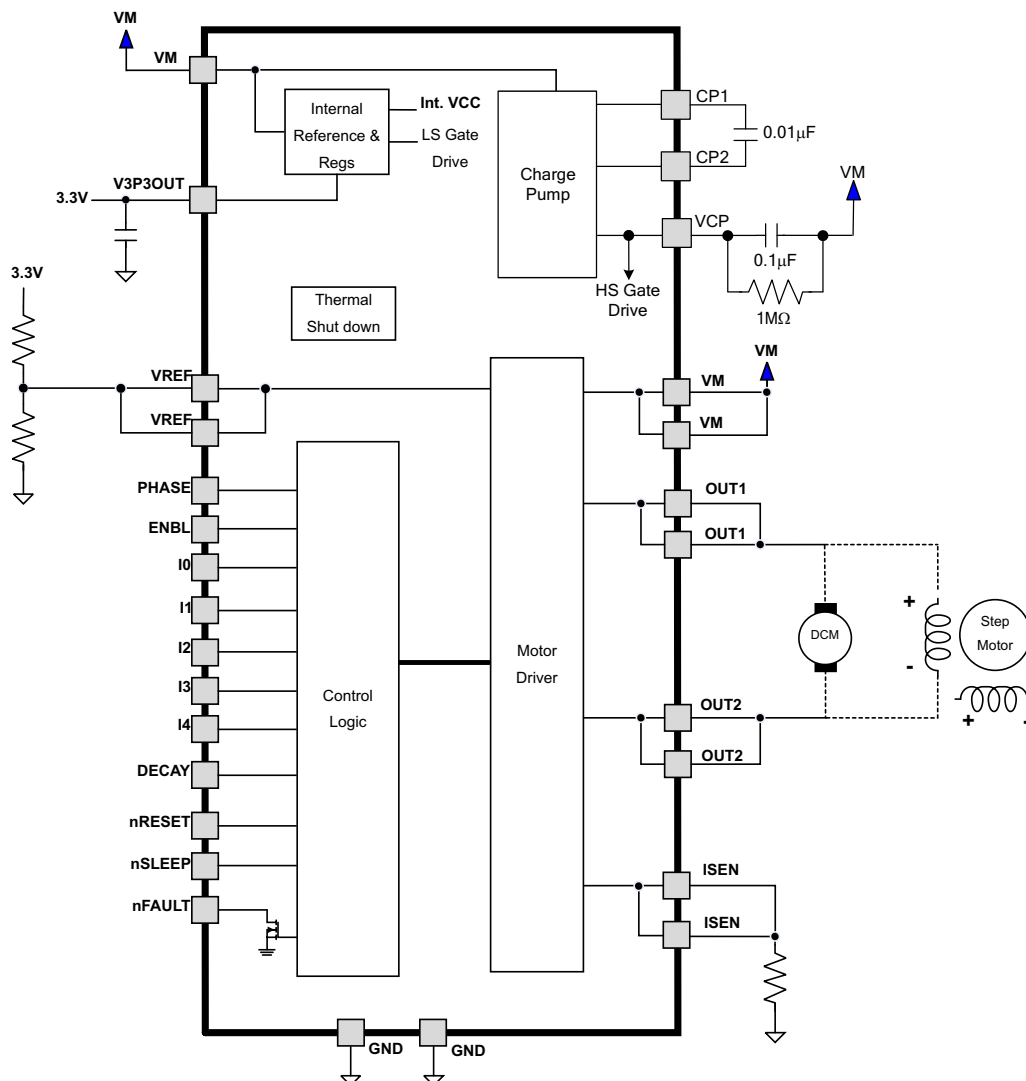 VM
VM
Internal
Reference &
Regs
Int. VCC
LS Gate
Drive
V3P3OUT
3.3V
3.3V
Thermal
Shut down
Charge
Pump
CP1
0.01μF
CP2
VM
VCP
0.1μF
1MΩ
HS Gate
Drive
VREF
VREF
VM
VM
VM
PHASE
ENBL
I0
I1
I2
I3
I4
DECAY
nRESET
nSLEEP
nFAULT
Control
Logic
Motor
Driver
OUT1
OUT1
DCM
+
-
Step
Motor
+
-
OUT2
OUT2
ISEN
ISEN
GND
GND